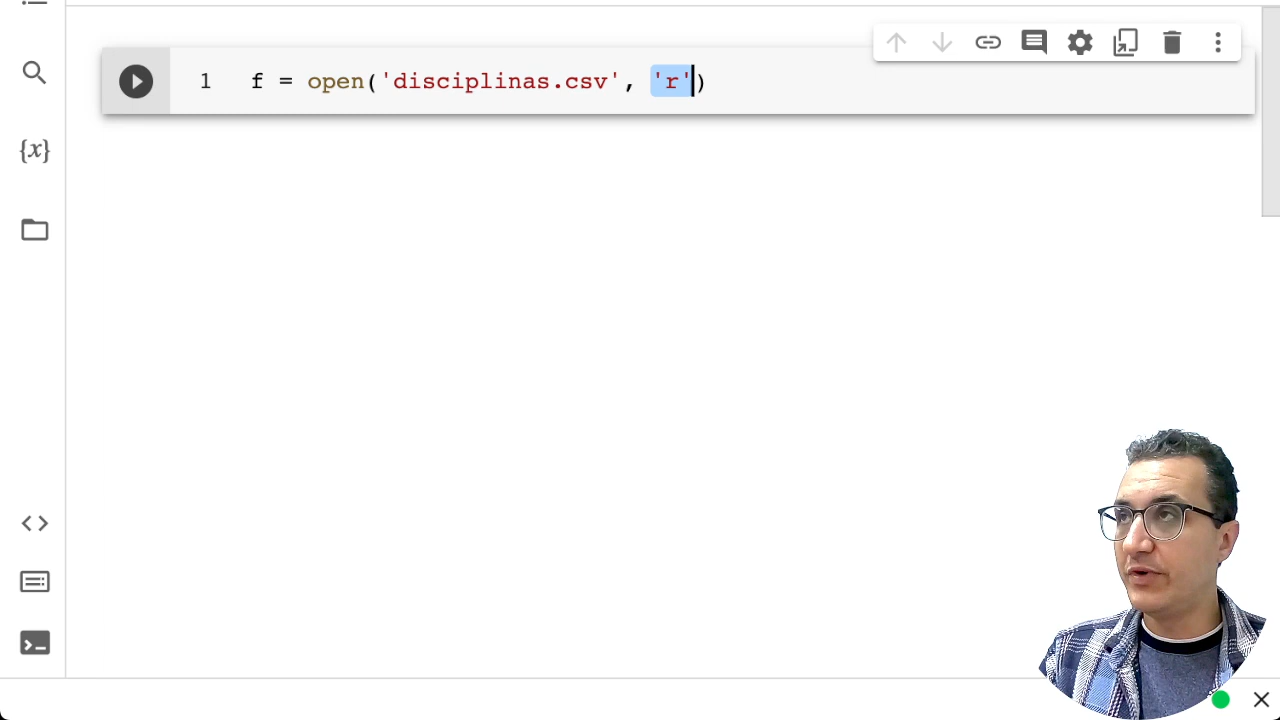 1 f = open('disciplinas.csv', 'r')
{x}